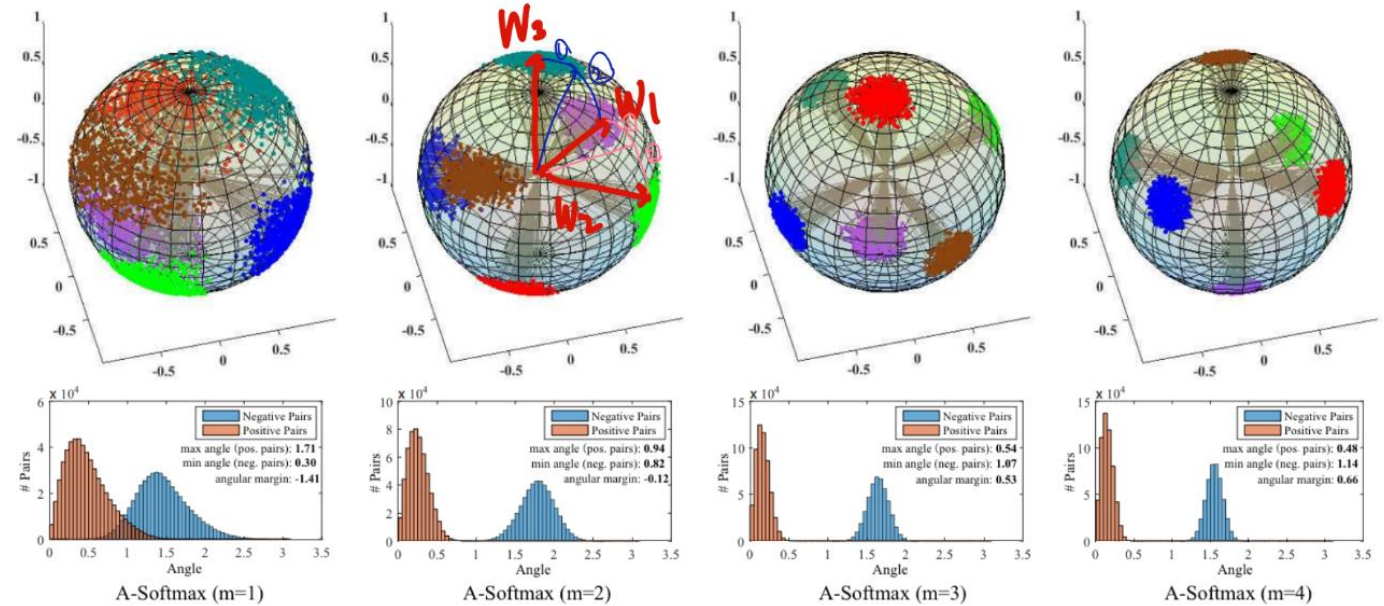 1
0.5
0
-0.5
-1
0.5
0
-0.5
0
0.5
1
0.5
0
-0.5
-1
0.5
0
-0.5
0
0.5
W3
W1
W2
1
0.5
0
-0.5
-1
0.5
0
-0.5
0
0.5
1
0.5
0
-0.5
-1
0.5
0
-0.5
0
0.5
x 10^4
6
4
2
0
# Pairs
Negative Pairs
Positive Pairs
max angle (pos. pairs): 1.71
min angle (neg. pairs): 0.30
angular margin: -1.41
0 0.5 1 1.5 2 2.5 3 3.5
Angle
A-Softmax (m=1)
x 10^4
10
8
6
4
2
0
# Pairs
Negative Pairs
Positive Pairs
max angle (pos. pairs): 0.94
min angle (neg. pairs): 0.82
angular margin: -0.12
0 0.5 1 1.5 2 2.5 3 3.5
Angle
A-Softmax (m=2)
x 10^4
15
10
5
0
# Pairs
Negative Pairs
Positive Pairs
max angle (pos. pairs): 0.54
min angle (neg. pairs): 1.07
angular margin: 0.53
0 0.5 1 1.5 2 2.5 3 3.5
Angle
A-Softmax (m=3)
x 10^4
15
10
5
0
# Pairs
Negative Pairs
Positive Pairs
max angle (pos. pairs): 0.48
min angle (neg. pairs): 1.14
angular margin: 0.66
0 0.5 1 1.5 2 2.5 3 3.5
Angle
A-Softmax (m=4)